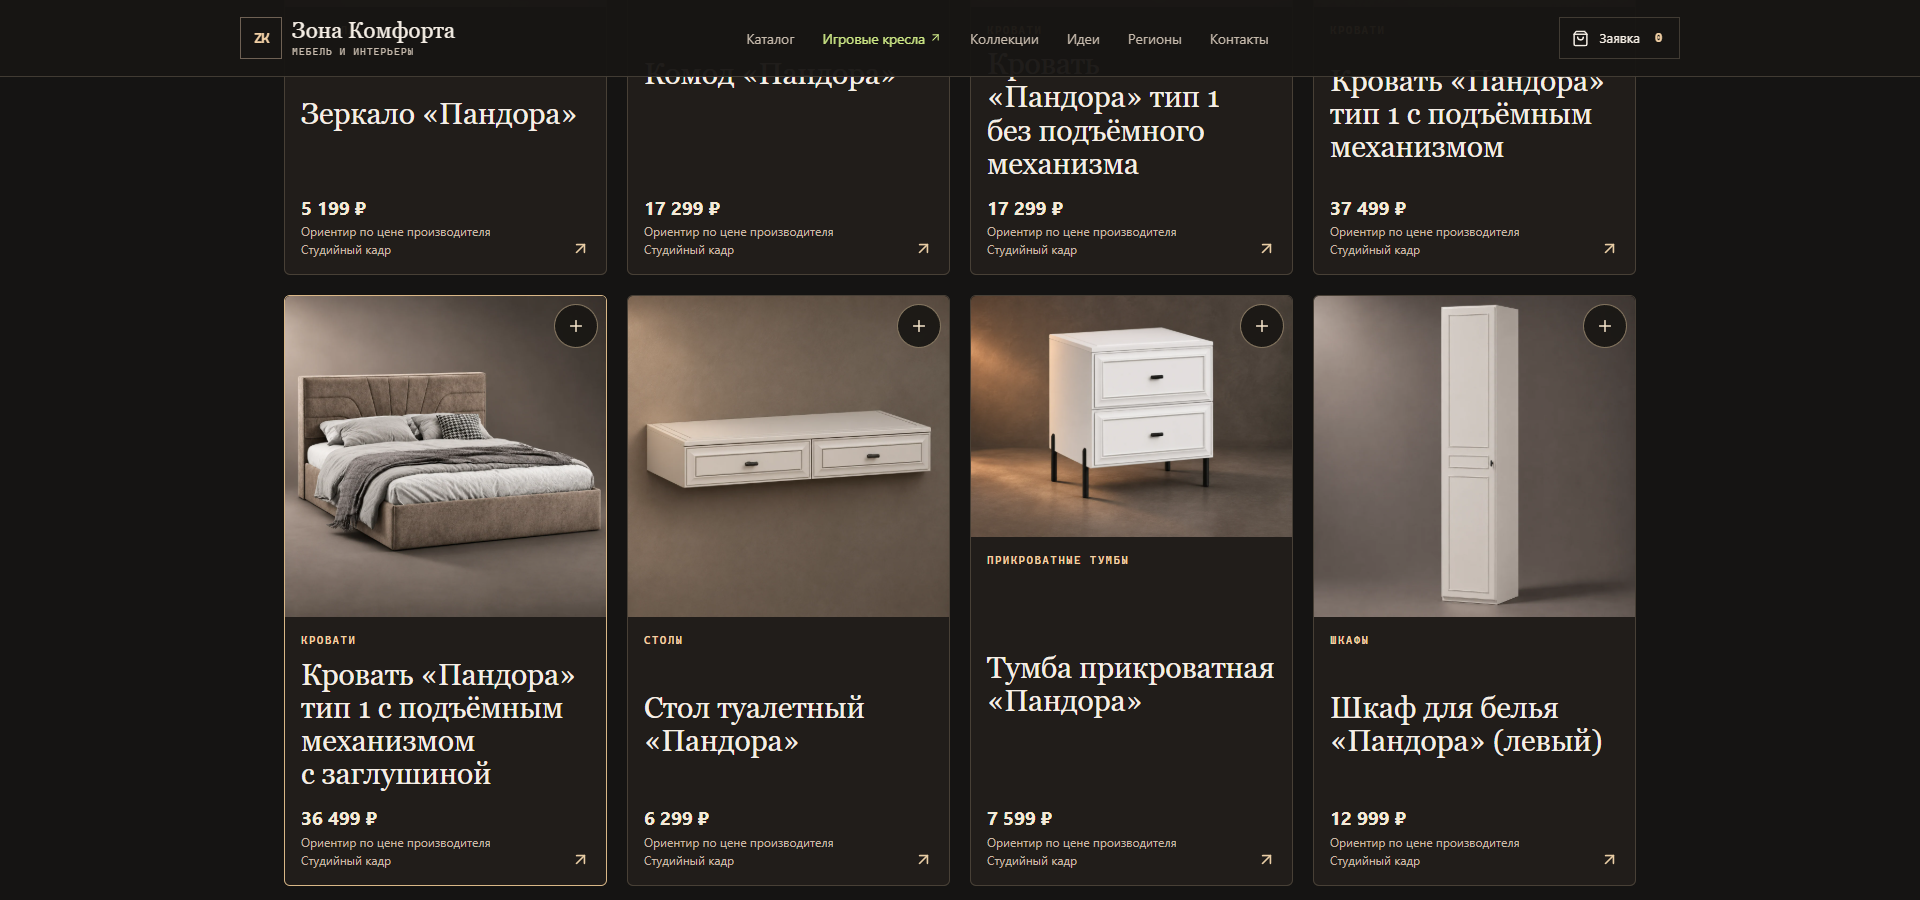 ZK
Зона Комфорта
МЕБЕЛЬ И ИНТЕРЬЕРЫ
Каталог
Игровые кресла
Коллекции
Идеи
Регионы
Контакты
Заявка 0
Зеркало «Пандора»
5 199 ₽
Ориентир по цене производителя
Студийный кадр
Комод «Пандора»
17 299 ₽
Ориентир по цене производителя
Студийный кадр
КРОВАТИ
Кровать
«Пандора» тип 1
без подъёмного
механизма
17 299 ₽
Ориентир по цене производителя
Студийный кадр
КРОВАТИ
Кровать «Пандора»
тип 1 с подъёмным
механизмом
37 499 ₽
Ориентир по цене производителя
Студийный кадр
КРОВАТИ
Кровать «Пандора»
тип 1 с подъёмным
механизмом
с заглушиной
36 499 ₽
Ориентир по цене производителя
Студийный кадр
СТОЛЫ
Стол туалетный
«Пандора»
6 299 ₽
Ориентир по цене производителя
Студийный кадр
ПРИКРОВАТНЫЕ ТУМБЫ
Тумба прикроватная
«Пандора»
7 599 ₽
Ориентир по цене производителя
Студийный кадр
ШКАФЫ
Шкаф для белья
«Пандора» (левый)
12 999 ₽
Ориентир по цене производителя
Студийный кадр